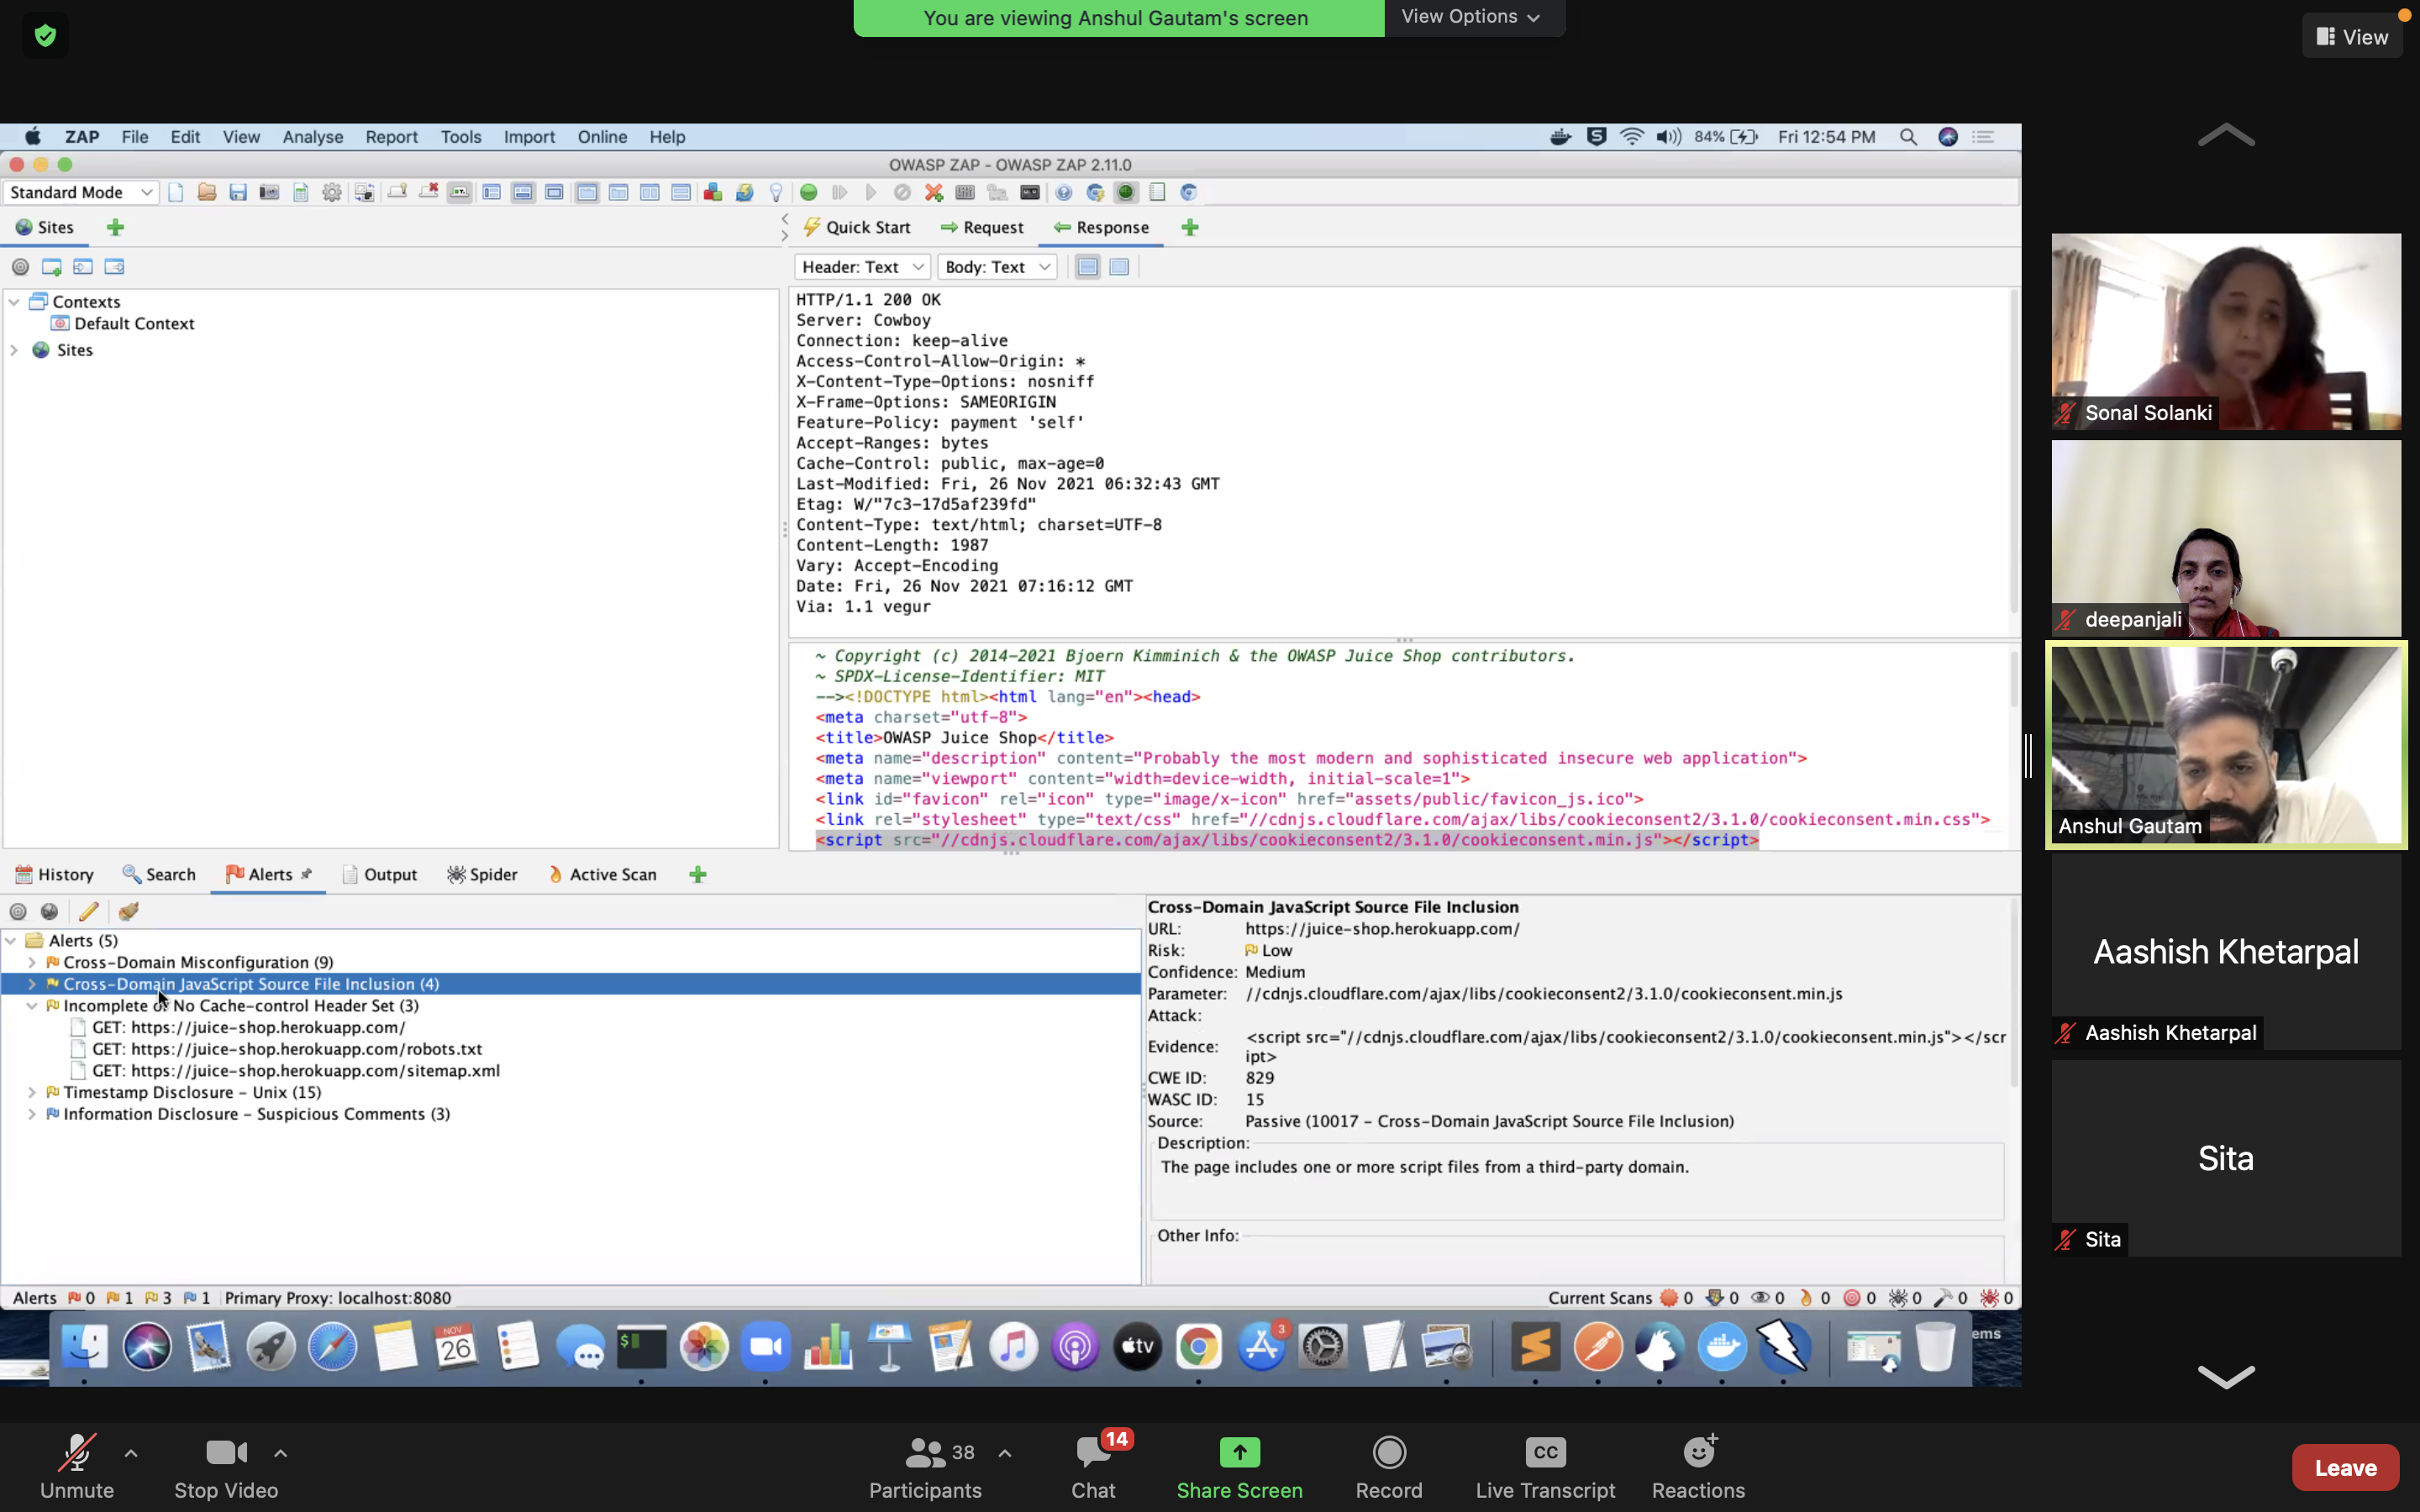 You are viewing Anshul Gautam's screen
View Options
View
ZAP File Edit View Analyse Report Tools Import Online Help
84% Fri 12:54 PM
OWASP ZAP - OWASP ZAP 2.11.0
Standard Mode
Sites
Quick Start Request Response
Header: Text Body: Text
Contexts
Default Context
Sites
HTTP/1.1 200 OK
Server: Cowboy
Connection: keep-alive
Access-Control-Allow-Origin: *
X-Content-Type-Options: nosniff
X-Frame-Options: SAMEORIGIN
Feature-Policy: payment 'self'
Accept-Ranges: bytes
Cache-Control: public, max-age=0
Last-Modified: Fri, 26 Nov 2021 06:32:43 GMT
Etag: W/"7c3-17d5af239fd"
Content-Type: text/html; charset=UTF-8
Content-Length: 1987
Vary: Accept-Encoding
Date: Fri, 26 Nov 2021 07:16:12 GMT
Via: 1.1 vegur
~ Copyright (c) 2014-2021 Bjoern Kimminich & the OWASP Juice Shop contributors.
~ SPDX-License-Identifier: MIT
--><!DOCTYPE html><html lang="en"><head>
<meta charset="utf-8">
<title>OWASP Juice Shop</title>
<meta name="description" content="Probably the most modern and sophisticated insecure web application">
<meta name="viewport" content="width=device-width, initial-scale=1">
<link id="favicon" rel="icon" type="image/x-icon" href="assets/public/favicon_js.ico">
<link rel="stylesheet" type="text/css" href="//cdnjs.cloudflare.com/ajax/libs/cookieconsent2/3.1.0/cookieconsent.min.css">
<script src="//cdnjs.cloudflare.com/ajax/libs/cookieconsent2/3.1.0/cookieconsent.min.js"></script>
History Search Alerts Output Spider Active Scan
Alerts (5)
Cross-Domain Misconfiguration (9)
Cross-Domain JavaScript Source File Inclusion (4)
Incomplete or No Cache-control Header Set (3)
GET: https://juice-shop.herokuapp.com/
GET: https://juice-shop.herokuapp.com/robots.txt
GET: https://juice-shop.herokuapp.com/sitemap.xml
Timestamp Disclosure - Unix (15)
Information Disclosure - Suspicious Comments (3)
Cross-Domain JavaScript Source File Inclusion
URL: https://juice-shop.herokuapp.com/
Risk: Low
Confidence: Medium
Parameter: //cdnjs.cloudflare.com/ajax/libs/cookieconsent2/3.1.0/cookieconsent.min.js
Attack:
Evidence: <script src="//cdnjs.cloudflare.com/ajax/libs/cookieconsent2/3.1.0/cookieconsent.min.js"></scr
ipt>
CWE ID: 829
WASC ID: 15
Source: Passive (10017 - Cross-Domain JavaScript Source File Inclusion)
Description:
The page includes one or more script files from a third-party domain.
Other Info:
Alerts 0 1 3 1 Primary Proxy: localhost:8080
Current Scans 0 0 0 0 0 0 0 0
NOV
26
tv
3
ems
Sonal Solanki
deepanjali
Anshul Gautam
Aashish Khetarpal
Aashish Khetarpal
Sita
Sita
Unmute
Stop Video
38
Participants
14
Chat
Share Screen
Record
CC
Live Transcript
Reactions
Leave